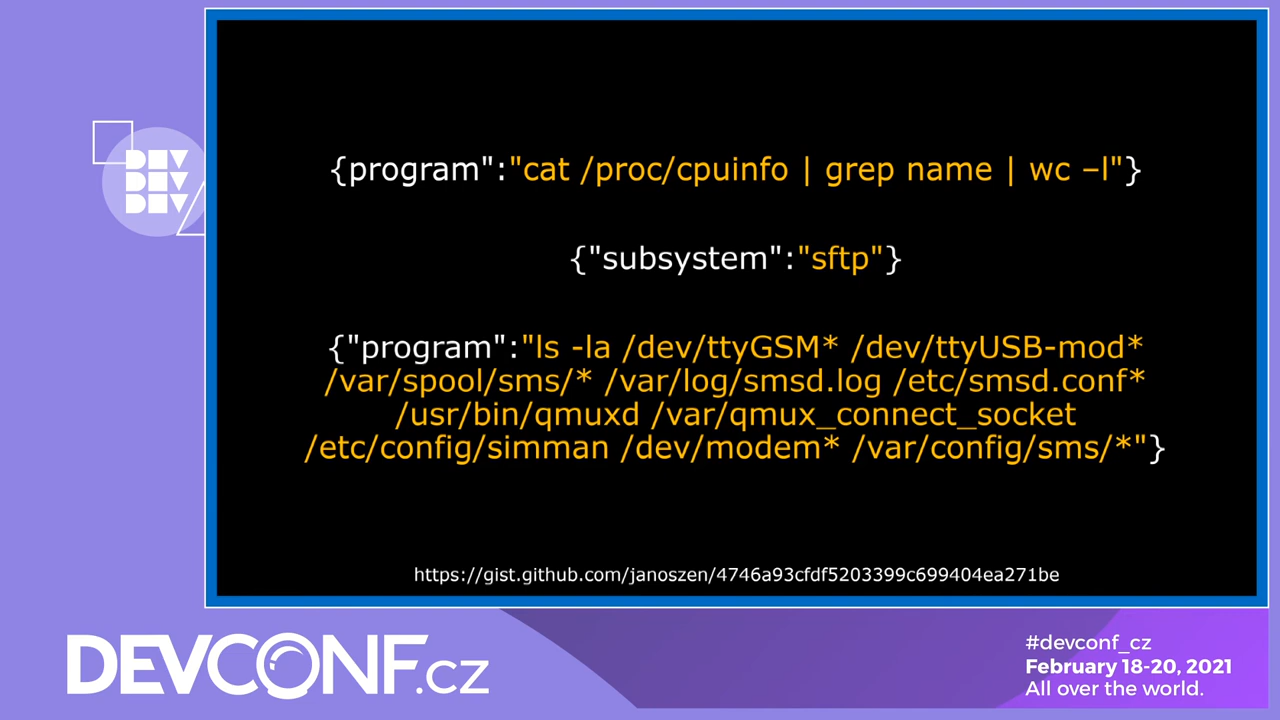 {program":"cat /proc/cpuinfo | grep name | wc –l"}
DEV
DEV
DEV
{"subsystem":"sftp"}
{"program":"ls -la /dev/ttyGSM* /dev/ttyUSB-mod*
/var/spool/sms/* /var/log/smsd.log /etc/smsd.conf*
/usr/bin/qmuxd /var/qmux_connect_socket
/etc/config/simman /dev/modem* /var/config/sms/*"}
https://gist.github.com/janoszen/4746a93cfdf5203399c699404ea271be
DEVCONF.cz
#devconf_cz
February 18-20, 2021
All over the world.